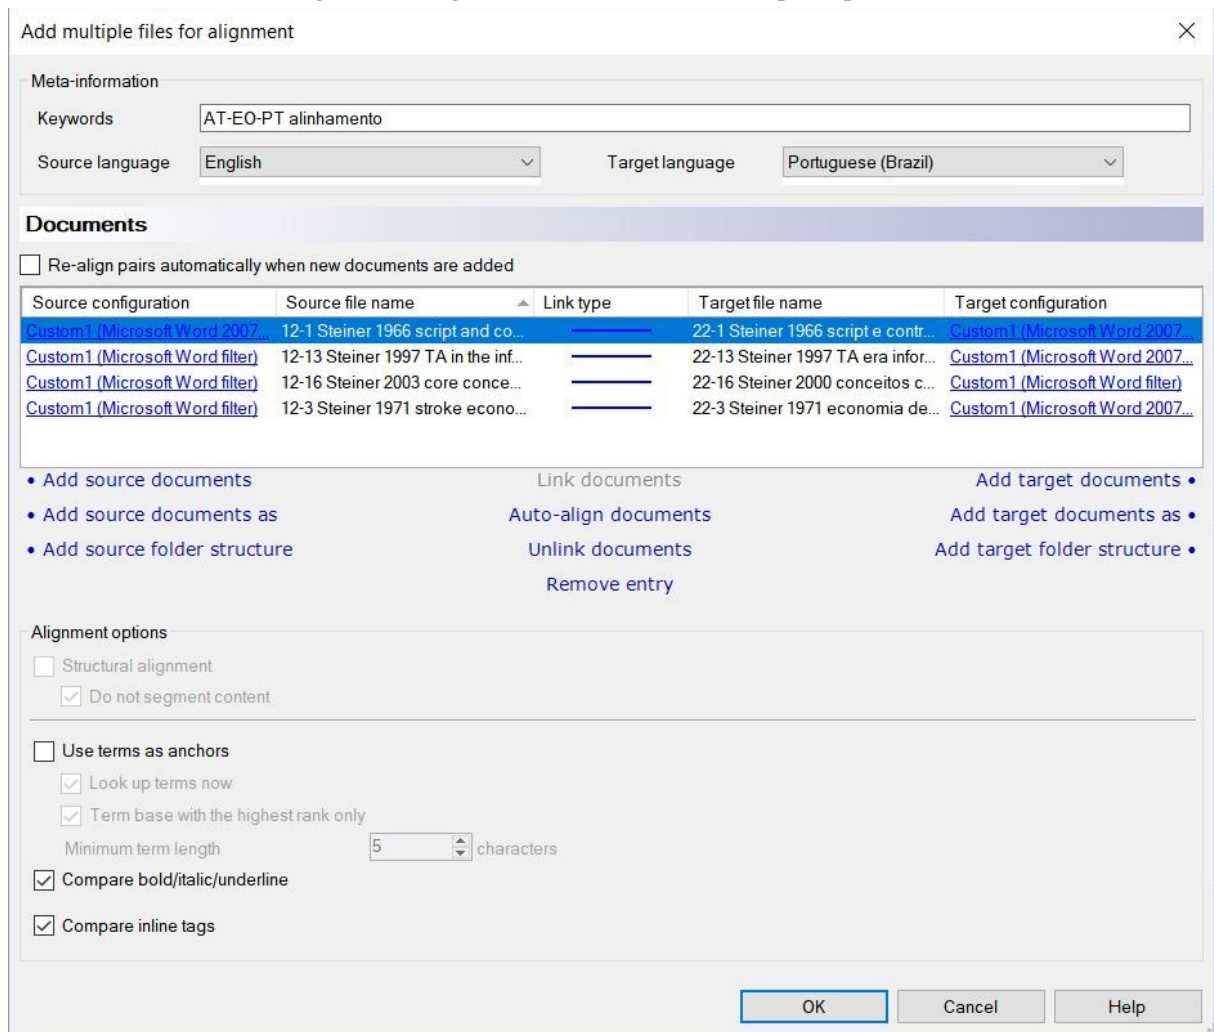 Add multiple files for alignment
Meta-information
Keywords AT-EO-PT alinhamento
Source language English Target language Portuguese (Brazil)
Documents
Re-align pairs automatically when new documents are added
Source configuration Source file name Link type Target file name Target configuration
Custom1 (Microsoft Word 2007... 12-1 Steiner 1966 script and co... 22-1 Steiner 1966 script e contr... Custom1 (Microsoft Word 2007...
Custom1 (Microsoft Word filter) 12-13 Steiner 1997 TA in the inf... 22-13 Steiner 1997 TA era infor... Custom1 (Microsoft Word 2007...
Custom1 (Microsoft Word filter) 12-16 Steiner 2003 core conce... 22-16 Steiner 2000 conceitos c... Custom1 (Microsoft Word filter)
Custom1 (Microsoft Word filter) 12-3 Steiner 1971 stroke econo... 22-3 Steiner 1971 economia de... Custom1 (Microsoft Word 2007...
• Add source documents Link documents Add target documents •
• Add source documents as Auto-align documents Add target documents as •
• Add source folder structure Unlink documents Add target folder structure •
Remove entry
Alignment options
Structural alignment
Do not segment content
Use terms as anchors
Look up terms now
Term base with the highest rank only
Minimum term length 5 characters
Compare bold/italic/underline
Compare inline tags
OK Cancel Help